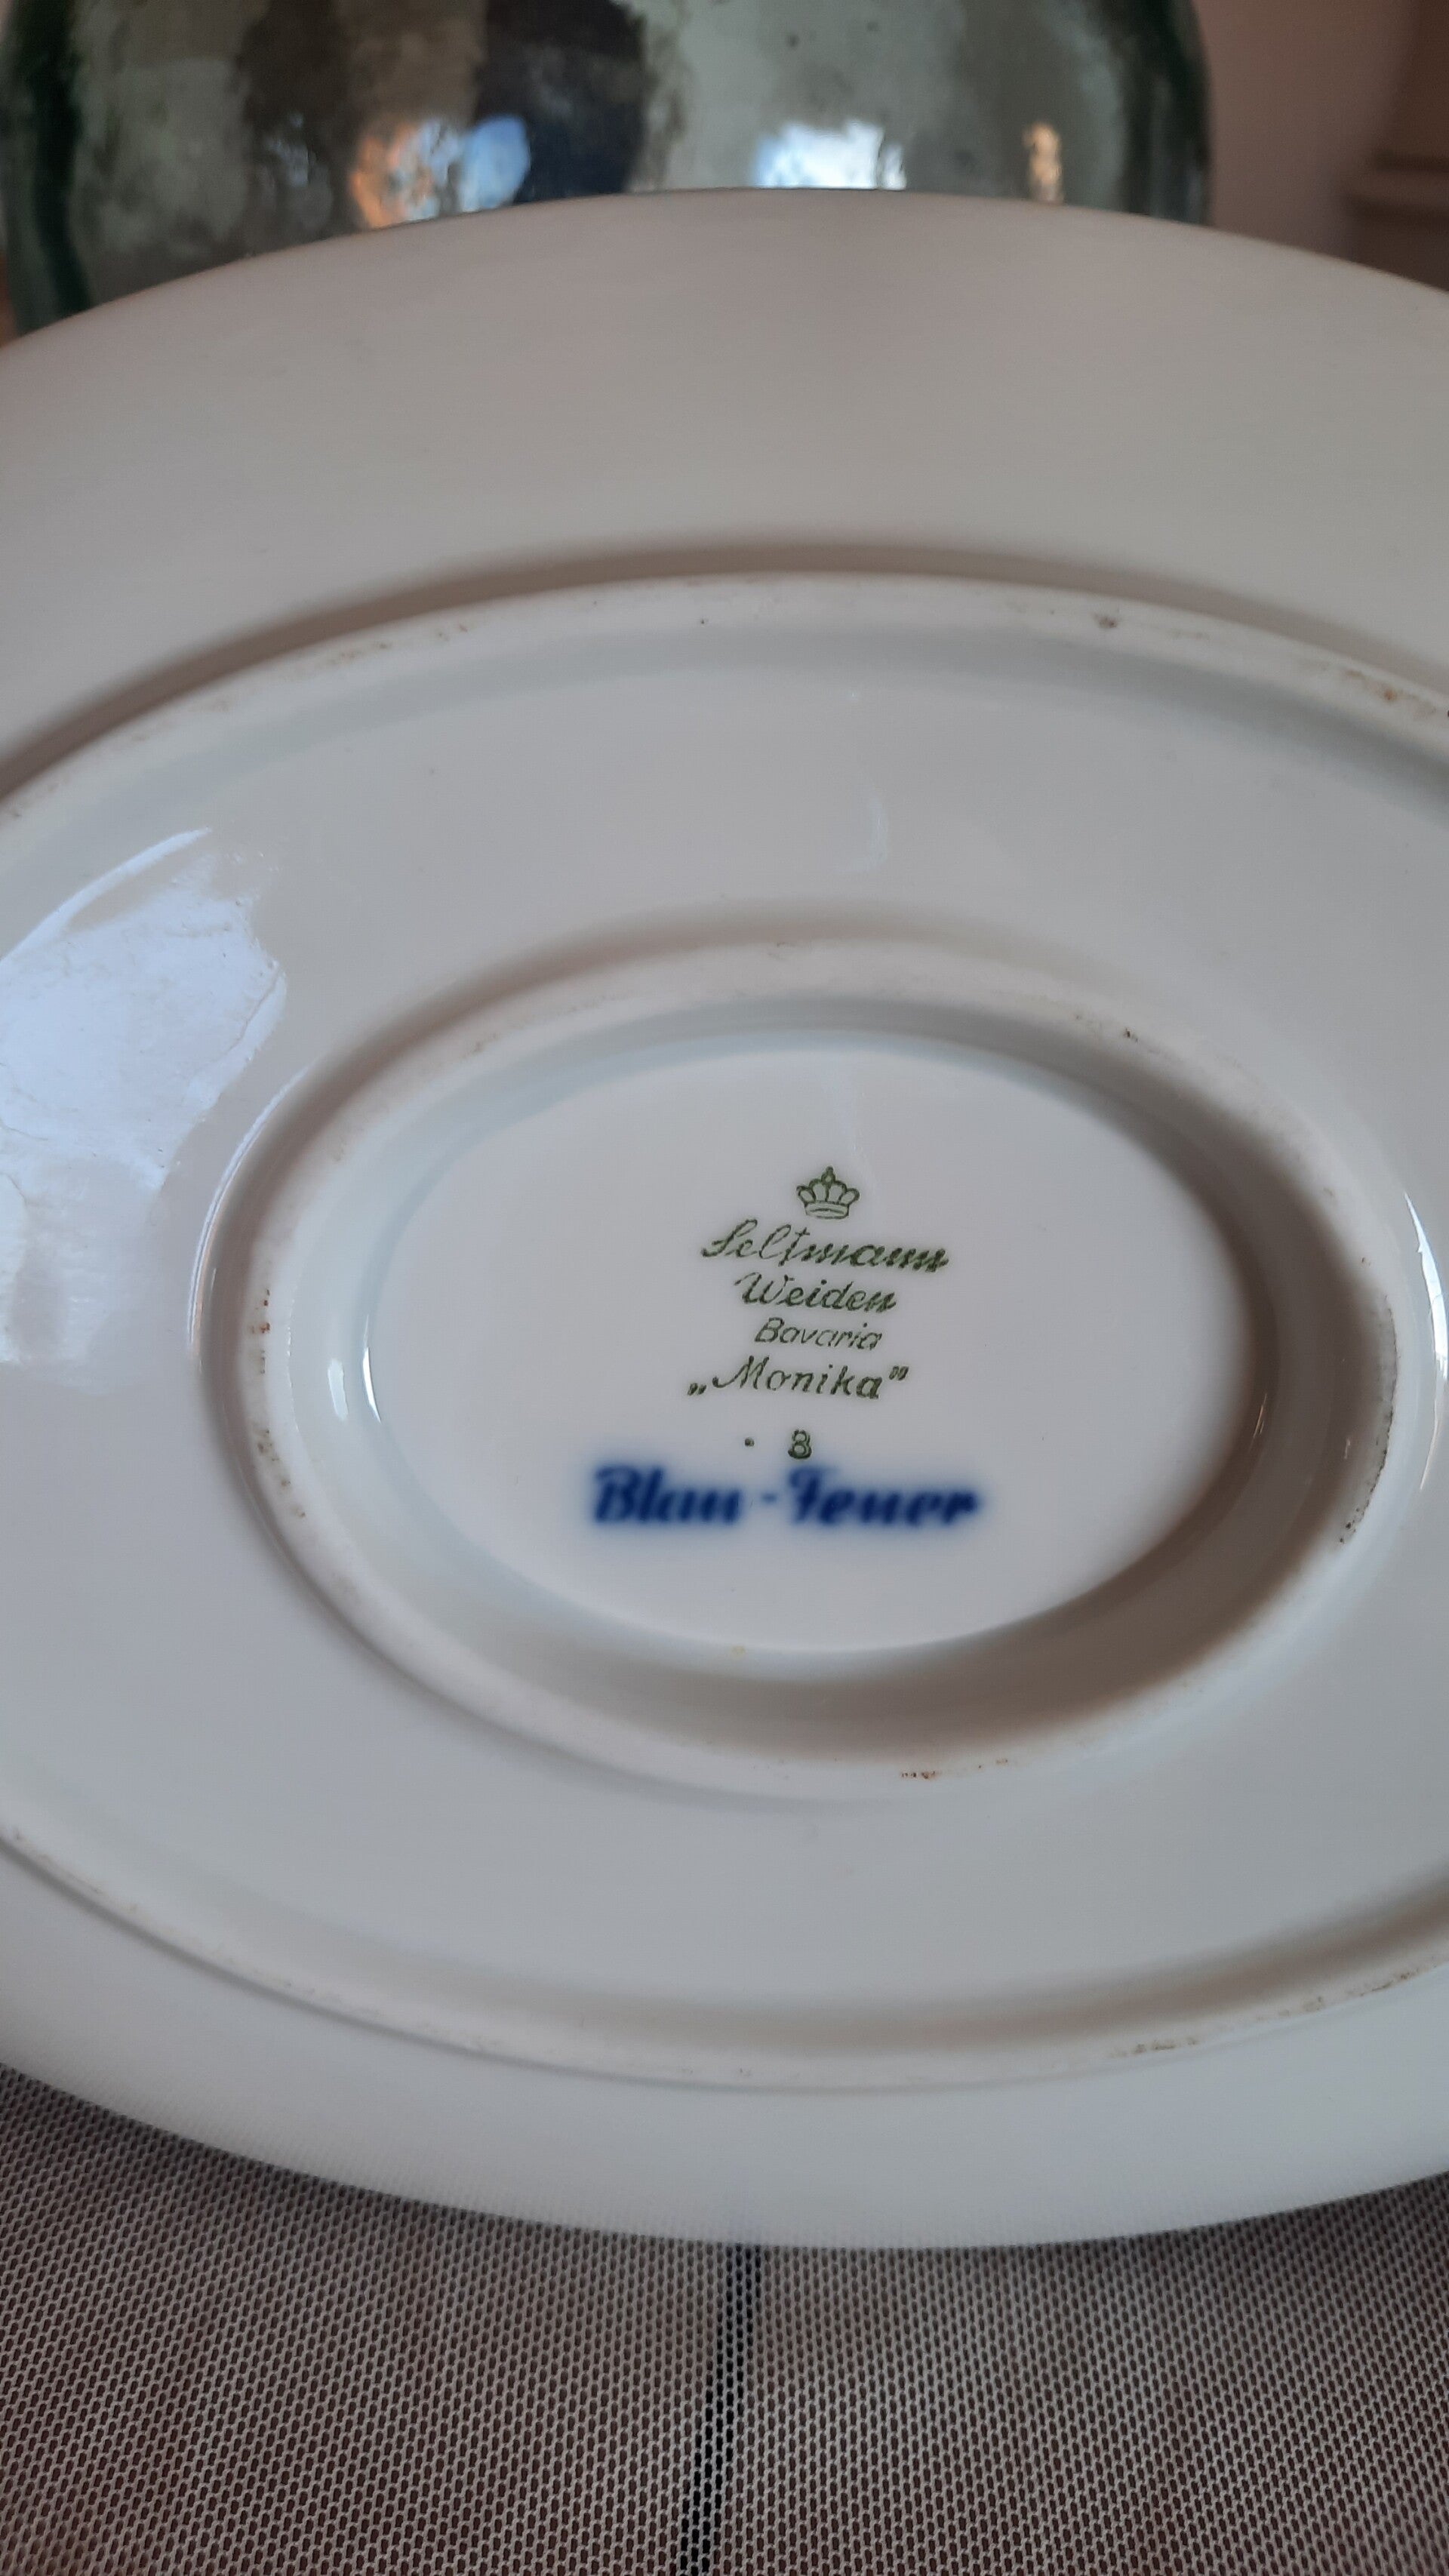 Seltmann
Weiden
Bavaria
„Monika”
· 8
Blau-Feuer